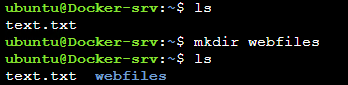 ubuntu@Docker-srv:~$ ls
text.txt
ubuntu@Docker-srv:~$ mkdir webfiles
ubuntu@Docker-srv:~$ ls
text.txt  webfiles